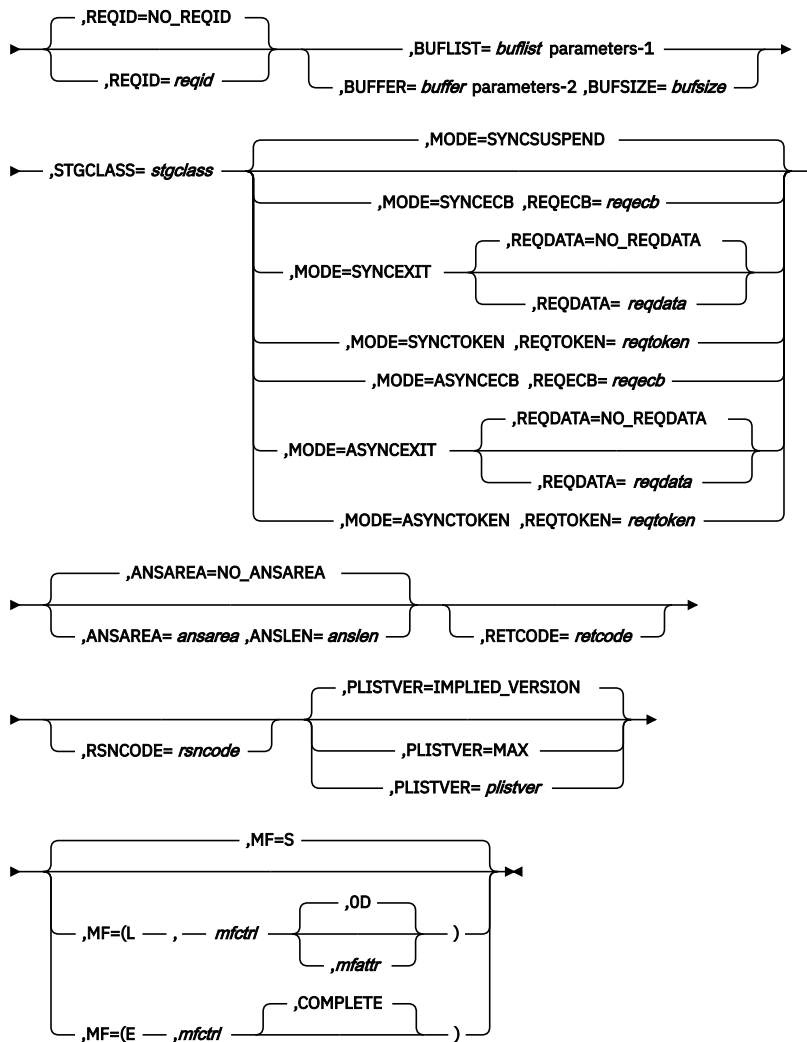 ,REQID=NO_REQID
,REQID= reqid
,BUFLIST= buflist parameters-1
,BUFFER= buffer parameters-2 ,BUFSIZE= bufsize
,STGCLASS= stgclass
,MODE=SYNCSUSPEND
,MODE=SYNCECB ,REQECB= reqecb
,MODE=SYNCEXIT
,REQDATA=NO_REQDATA
,REQDATA= reqdata
,MODE=SYNCTOKEN ,REQTOKEN= reqtoken
,MODE=ASYNCECB ,REQECB= reqecb
,MODE=ASYNCEXIT
,REQDATA=NO_REQDATA
,REQDATA= reqdata
,MODE=ASYNCTOKEN ,REQTOKEN= reqtoken
,ANSAREA=NO_ANSAREA
,ANSAREA= ansarea ,ANSLEN= anslen
,RETCODE= retcode
,RSNCODE= rsncode
,PLISTVER=IMPLIED_VERSION
,PLISTVER=MAX
,PLISTVER= plistver
,MF=S
,MF=(L , mfctrl ,0D )
,mfattr
,MF=(E ,mfctrl ,COMPLETE )